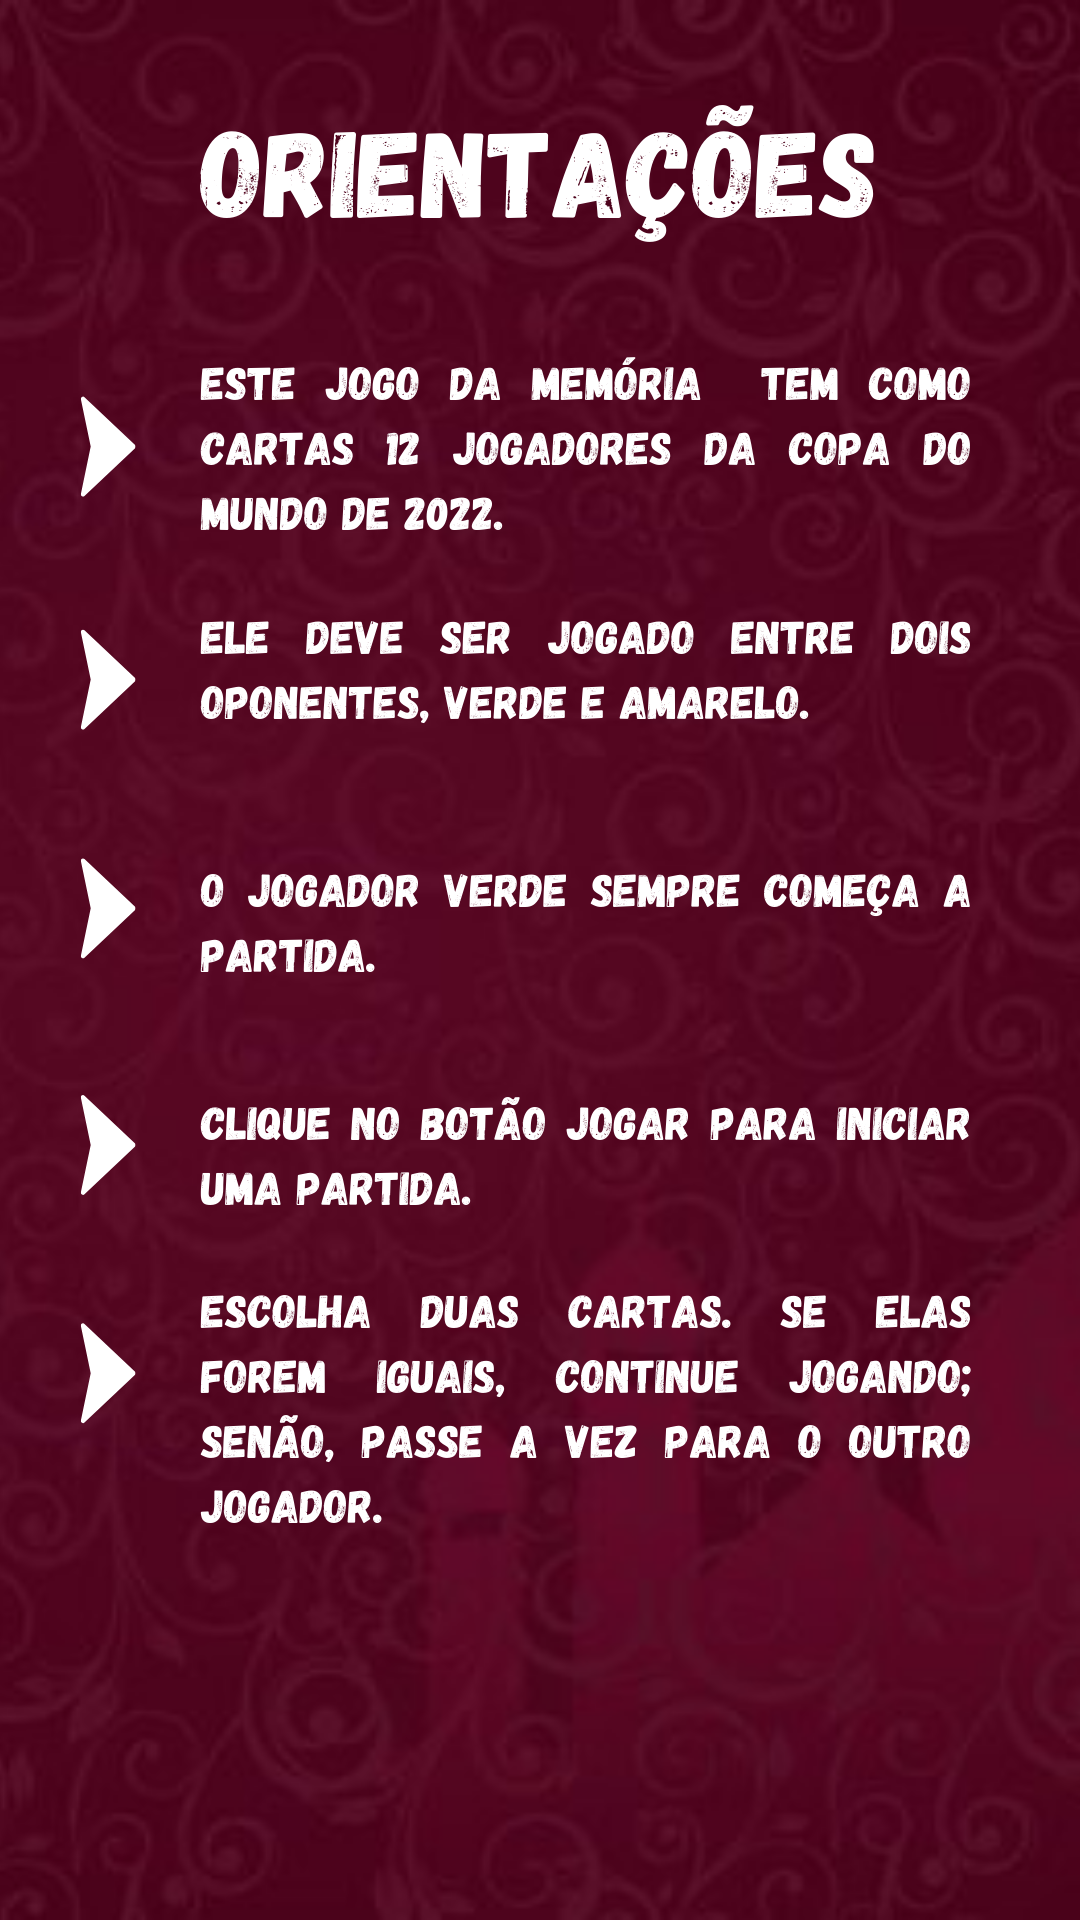 ORIENTAÇÕES
ESTE JOGO DA MEMÓRIA TEM COMO
CARTAS 12 JOGADORES DA COPA DO
MUNDO DE 2022.
ELE DEVE SER JOGADO ENTRE DOIS
OPONENTES, VERDE E AMARELO.
O JOGADOR VERDE SEMPRE COMEÇA A
PARTIDA.
CLIQUE NO BOTÃO JOGAR PARA INICIAR
UMA PARTIDA.
ESCOLHA DUAS CARTAS. SE ELAS
FOREM IGUAIS, CONTINUE JOGANDO;
SENÃO, PASSE A VEZ PARA O OUTRO
JOGADOR.